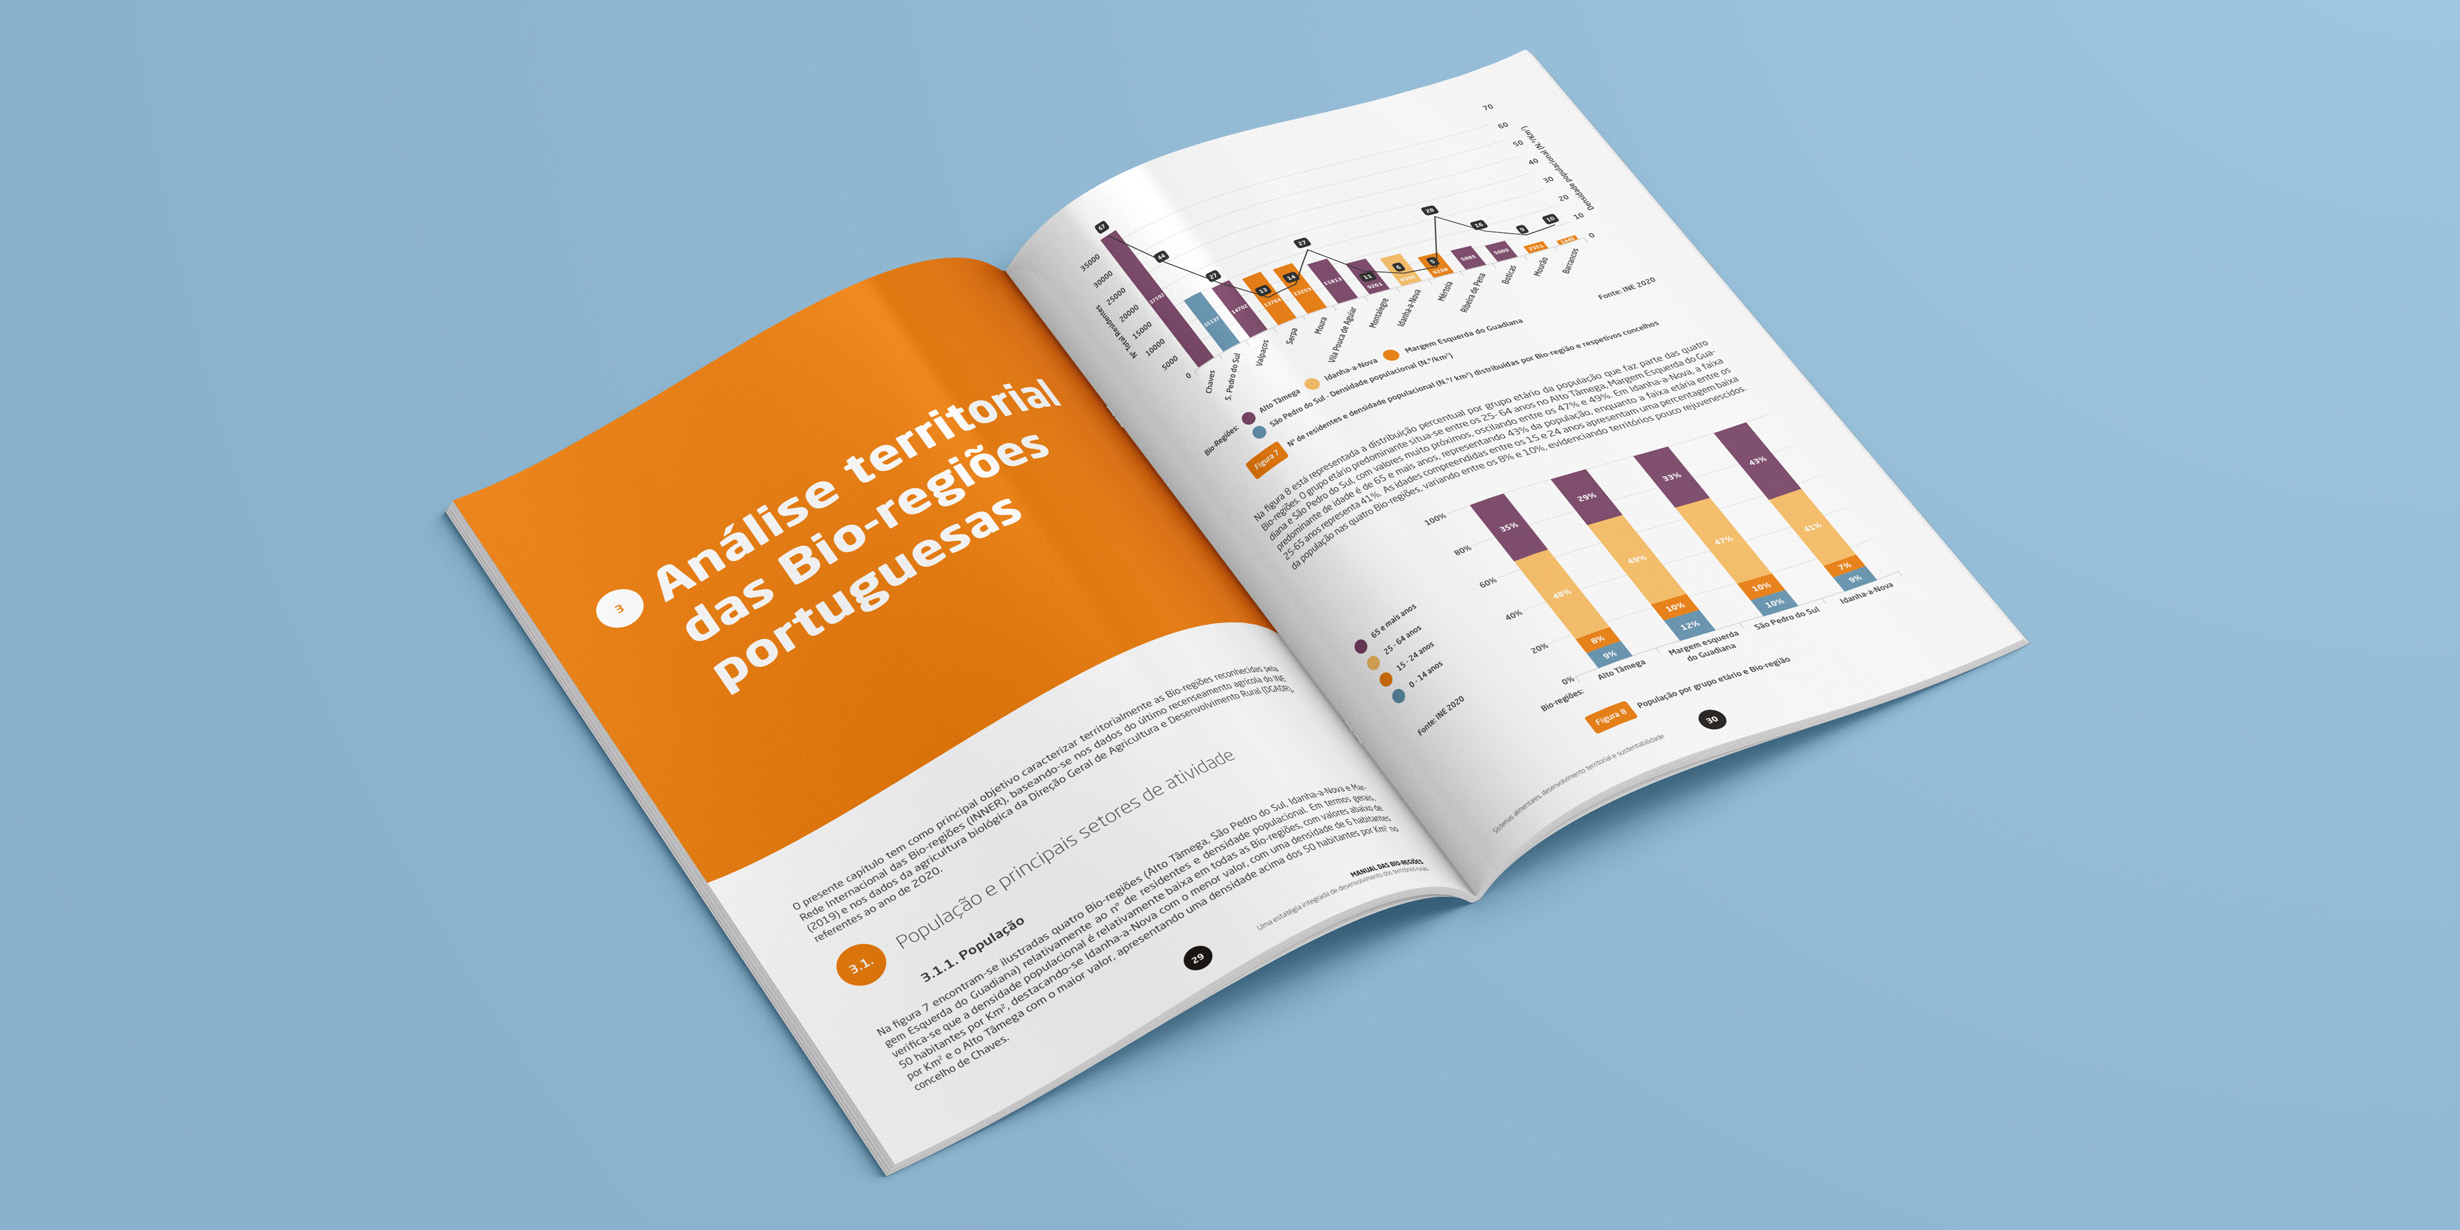 3
Análise territorial
das Bio-regiões
portuguesas
O presente capítulo tem como principal objetivo caracterizar territorialmente as Bio-regiões reconhecidas pela
Rede Internacional das Bio-regiões (INNER), baseando-se nos dados do último recenseamento agrícola do INE
(2019) e nos dados da agricultura biológica da Direção Geral de Agricultura e Desenvolvimento Rural (DGADR),
referentes ao ano de 2020.
3.1. População e principais setores de atividade
3.1.1. População
Na figura 7 encontram-se ilustradas quatro Bio-regiões (Alto Tâmega, São Pedro do Sul, Idanha-a-Nova e Mar-
gem Esquerda do Guadiana) relativamente ao nº de residentes e densidade populacional. Em termos gerais,
verifica-se que a densidade populacional é relativamente baixa em todas as Bio-regiões, com valores abaixo de
50 habitantes por Km², destacando-se Idanha-a-Nova com o menor valor, com uma densidade de 6 habitantes
por Km² e o Alto Tâmega com o maior valor, apresentando uma densidade acima dos 50 habitantes por Km² no
concelho de Chaves.
29
MANUAL DAS BIO-REGIÕES
Uma estratégia integrada de desenvolvimento dos territórios rurais
Nº Total Residentes
35000
30000
25000
20000
15000
10000
5000
0
67
44
27
13
14
27
11
6
5
28
16
9
10
37592
15137
14702
13764
13259
11813
9261
6206
5885
5000
2351
Chaves
S. Pedro do Sul
Valpaços
Serpa
Moura
Vila Pouca de Aguiar
Montalegre
Idanha-a-Nova
Mértola
Ribeira de Pena
Boticas
Mourão
Barrancos
70
60
50
40
30
20
10
0
Densidade populacional (N.º/Km²)
Fonte: INE 2020
Bio-Regiões:
Alto Tâmega
Idanha-a-Nova
Margem Esquerda do Guadiana
São Pedro do Sul - Densidade populacional (N.º/km²)
Figura 7 Nº de residentes e densidade populacional (N.º/ km²) distribuídas por Bio-região e respetivos concelhos
Na figura 8 está representada a distribuição percentual por grupo etário da população que faz parte das quatro
Bio-regiões. O grupo etário predominante situa-se entre os 25- 64 anos no Alto Tâmega, Margem Esquerda do Gua-
diana e São Pedro do Sul, com valores muito próximos, oscilando entre os 47% e 49%. Em Idanha-a-Nova, a faixa
predominante de idade é de 65 e mais anos, representando 43% da população, enquanto a faixa etária entre os
25-65 anos representa 41%. As idades compreendidas entre os 15 e 24 anos apresentam uma percentagem baixa
da população nas quatro Bio-regiões, variando entre os 8% e 10%, evidenciando territórios pouco rejuvenescidos.
100%
80%
60%
40%
20%
0%
35%
48%
8%
9%
29%
49%
10%
12%
33%
47%
10%
10%
43%
41%
7%
9%
65 e mais anos
25 - 64 anos
15 - 24 anos
0 - 14 anos
Fonte: INE 2020
Bio-regiões:
Alto Tâmega
Margem esquerda
do Guadiana
São Pedro do Sul
Idanha-a-Nova
Figura 8 População por grupo etário e Bio-região
30
Sistemas alimentares, desenvolvimento territorial e sustentabilidade